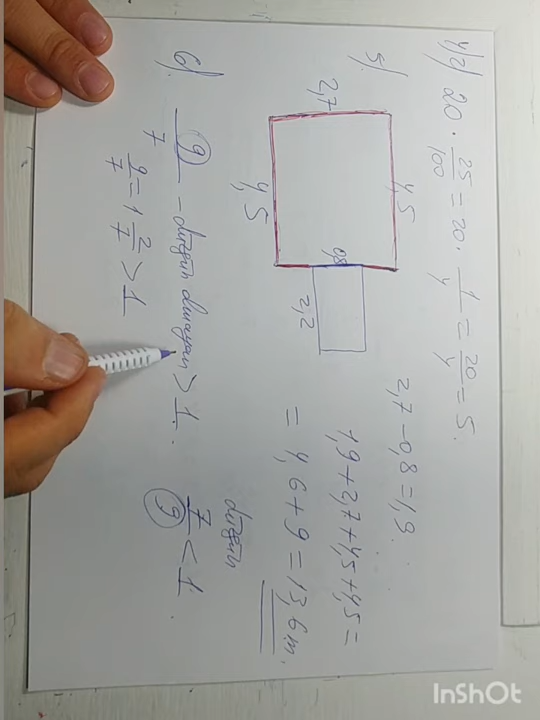 4/2) 20 · 25/100 = 20 · 1/4 = 20/4 = 5.
5).
2,7
4,5
4,5
0,8
2,2
2,7 - 0,8 = 1,9.
1,9 + 2,7 + 4,5 + 4,5 =
= 4,6 + 9 = 13,6 m.
6).
9/7
> 1.
7/9 < 1.
9/7 = 1 2/7 > 1
InShOt